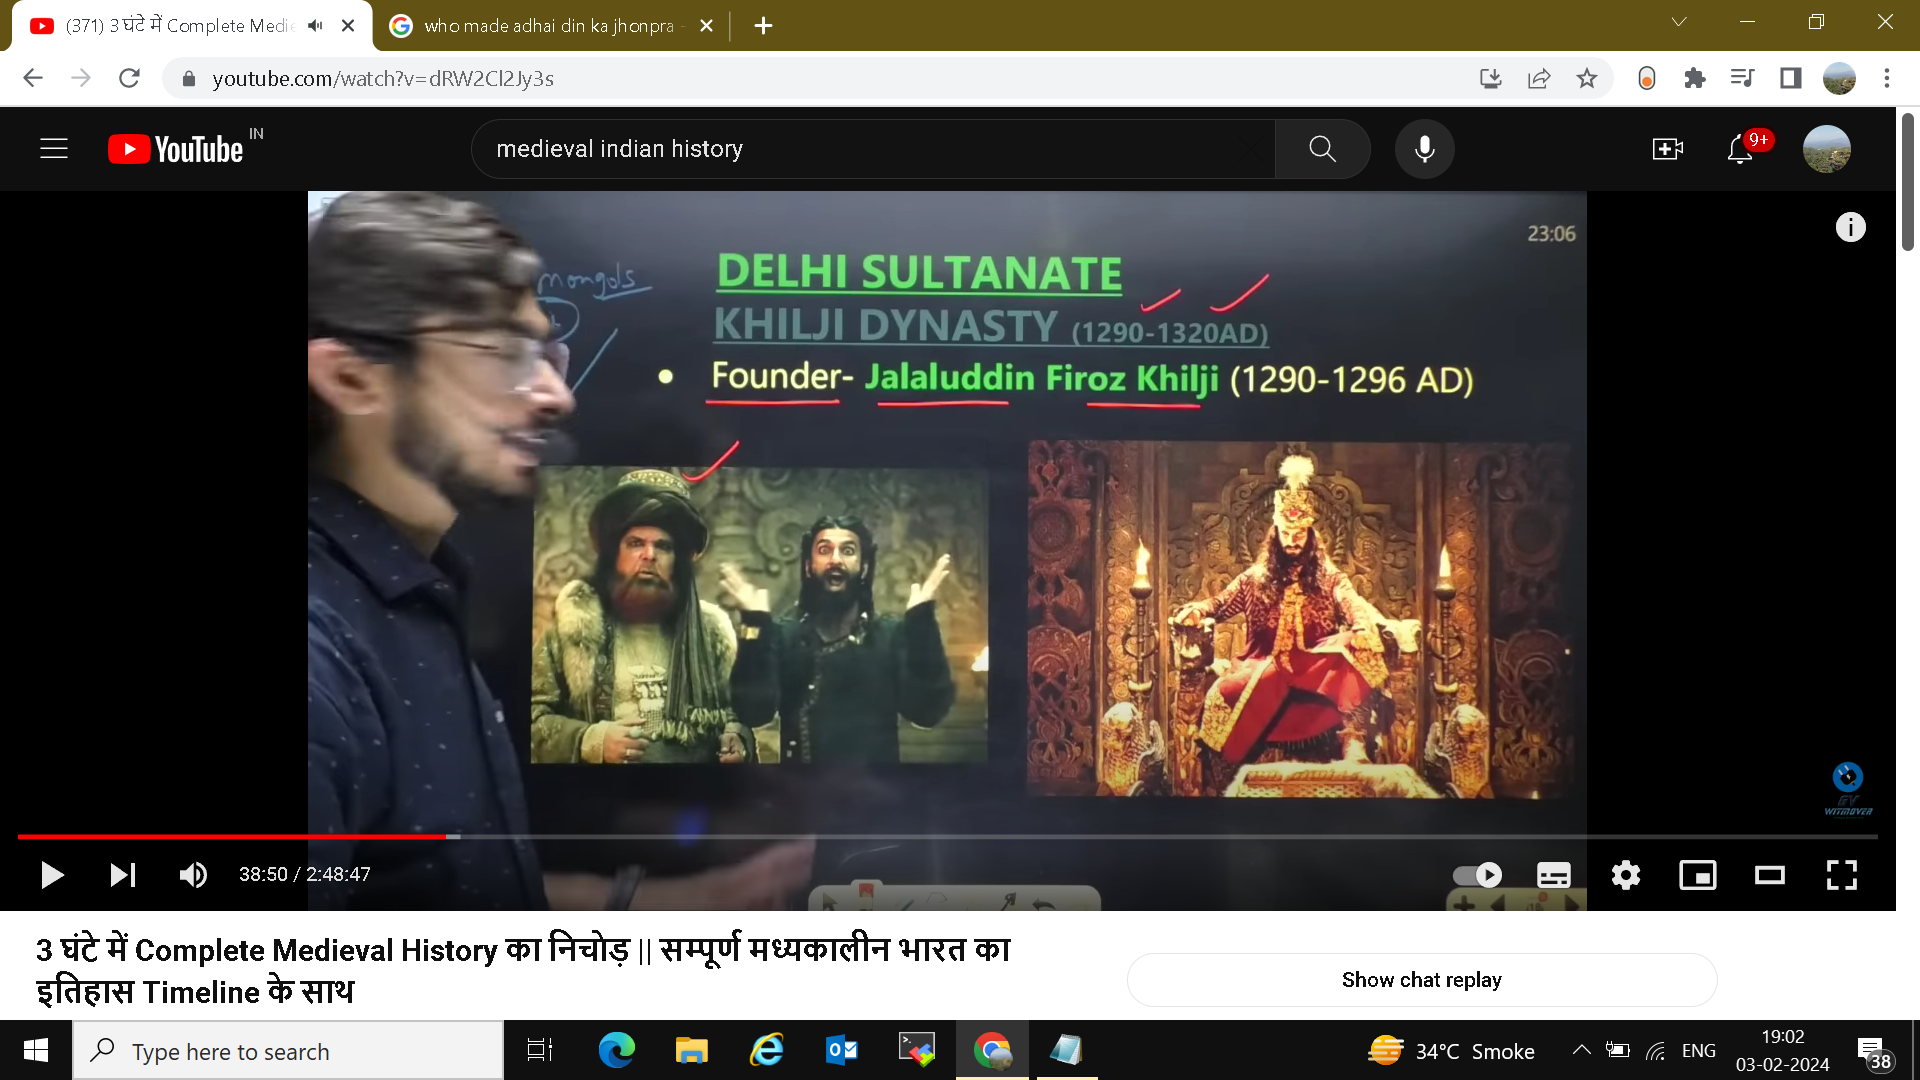 (371) 3 घंटे में Complete Medie
who made adhai din ka jhonpra -
youtube.com/watch?v=dRW2Cl2Jy3s
YouTube IN
medieval indian history
9+
23:06
mongols
DELHI SULTANATE
KHILJI DYNASTY (1290-1320AD)
• Founder- Jalaluddin Firoz Khilji (1290-1296 AD)
GV
WITMOVER
38:50 / 2:48:47
3 घंटे में Complete Medieval History का निचोड़ || सम्पूर्ण मध्यकालीन भारत का
इतिहास Timeline के साथ
Show chat replay
Type here to search
34°C Smoke
ENG
19:02
03-02-2024
38